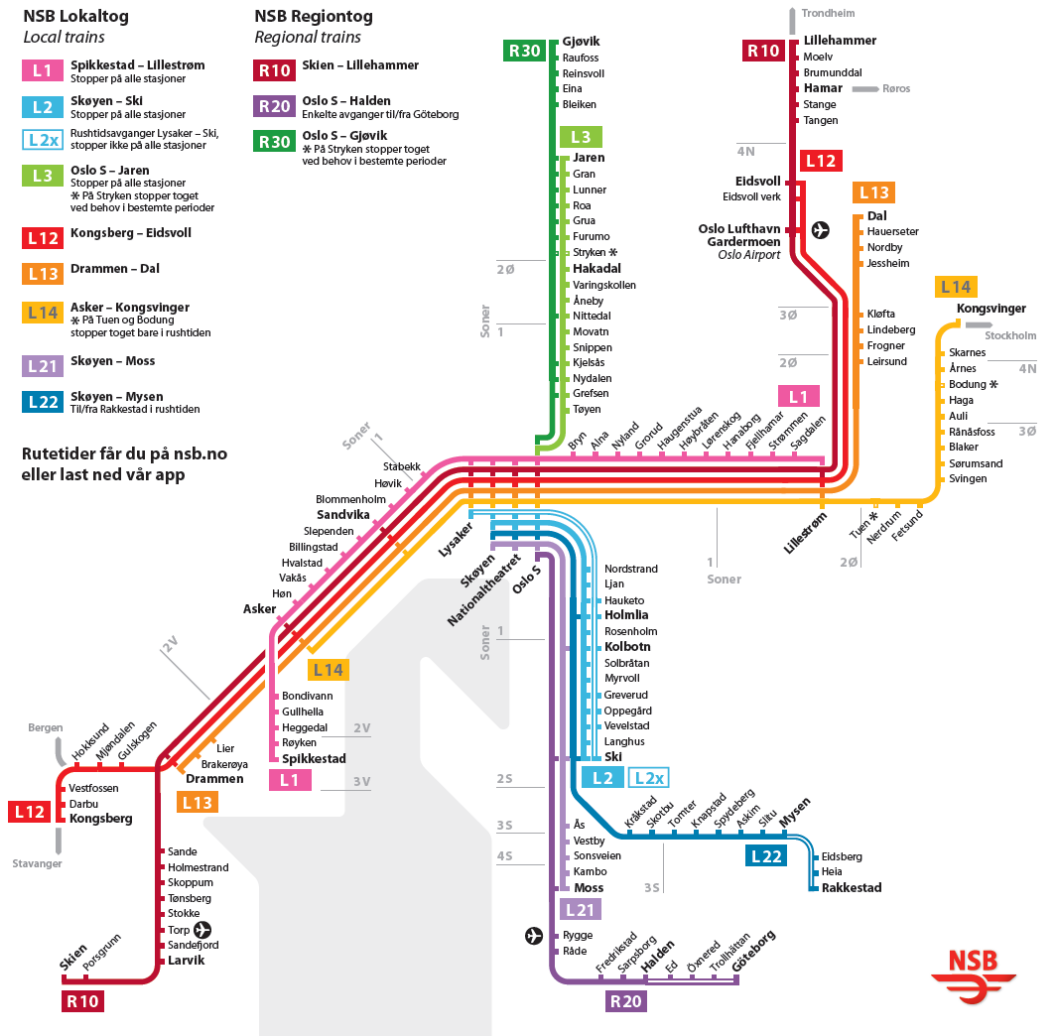 NSB Lokaltog
Local trains
L1 Spikkestad – Lillestrøm
Stopper på alle stasjoner
L2 Skøyen – Ski
Stopper på alle stasjoner
L2x Rushtidsavganger Lysaker – Ski,
stopper ikke på alle stasjoner
L3 Oslo S – Jaren
Stopper på alle stasjoner
* På Stryken stopper toget
ved behov i bestemte perioder
L12 Kongsberg – Eidsvoll
L13 Drammen – Dal
L14 Asker – Kongsvinger
* På Tuen og Bodung
stopper toget bare i rushtiden
L21 Skøyen – Moss
L22 Skøyen – Mysen
Til/fra Rakkestad i rushtiden
Rutetider får du på nsb.no
eller last ned vår app
NSB Regiontog
Regional trains
R10 Skien – Lillehammer
R20 Oslo S – Halden
Enkelte avganger til/fra Göteborg
R30 Oslo S – Gjøvik
* På Stryken stopper toget
ved behov i bestemte perioder
R30
Gjøvik
Raufoss
Reinsvoll
Eina
Bleiken
L3
Jaren
Gran
Lunner
Roa
Grua
Furumo
Stryken *
Hakadal
Varingskollen
Åneby
Nittedal
Movatn
Snippen
Kjelsås
Nydalen
Grefsen
Tøyen
2Ø
Soner
1
Trondheim
R10
Lillehammer
Moelv
Brumunddal
Hamar
Røros
Stange
Tangen
4N
L12
Eidsvoll
Eidsvoll verk
Oslo Lufthavn
Gardermoen
Oslo Airport
L13
Dal
Hauerseter
Nordby
Jessheim
3Ø
Kløfta
Lindeberg
Frogner
Leirsund
2Ø
L14
Kongsvinger
Stockholm
Skarnes
Årnes
4N
Bodung *
Haga
Auli
Rånåsfoss
3Ø
Blaker
Sørumsand
Svingen
L1
Bryn
Alna
Nyland
Grorud
Haugenstua
Høybråten
Lørenskog
Hanaborg
Fjellhamar
Strømmen
Sagdalen
Lillestrøm
Tuen *
Nerdrum
Fetsund
1
Soner
2Ø
Soner
1
Stabekk
Høvik
Blommenholm
Sandvika
Slependen
Billingstad
Hvalstad
Vakås
Høn
Asker
2V
Lysaker
Skøyen
Nationaltheatret
Oslo S
L14
Bondivann
Gullhella
Heggedal
Røyken
Spikkestad
2V
3V
L1
Bergen
Hokksund
Mjøndalen
Gulskogen
Lier
Brakerøya
Drammen
L13
Vestfossen
Darbu
Kongsberg
L12
Stavanger
Sande
Holmestrand
Skoppum
Tønsberg
Stokke
Torp
Sandefjord
Larvik
Skien
Porsgrunn
R10
Nordstrand
Ljan
Hauketo
Holmlia
Rosenholm
Kolbotn
Solbråtan
Myrvoll
Greverud
Oppegård
Vevelstad
Langhus
Ski
L2
L2x
Soner
1
2S
3S
4S
Kråkstad
Skotbu
Tomter
Knapstad
Spydeberg
Askim
Slitu
Mysen
3S
L22
Eidsberg
Heia
Rakkestad
Ås
Vestby
Sonsveien
Kambo
Moss
L21
Rygge
Råde
Fredrikstad
Sarpsborg
Halden
Ed
Öxnered
Trollhättan
Göteborg
R20
NSB